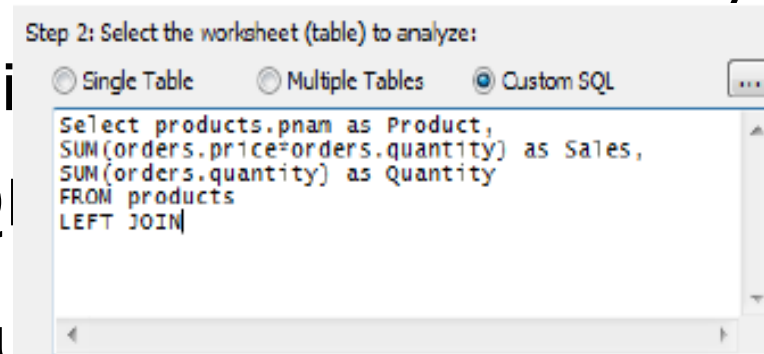 Step 2: Select the worksheet (table) to analyze:
Single Table Multiple Tables Custom SQL ...
Select products.pnam as Product,
SUM(orders.price*orders.quantity) as Sales,
SUM(orders.quantity) as Quantity
FROM products
LEFT JOIN